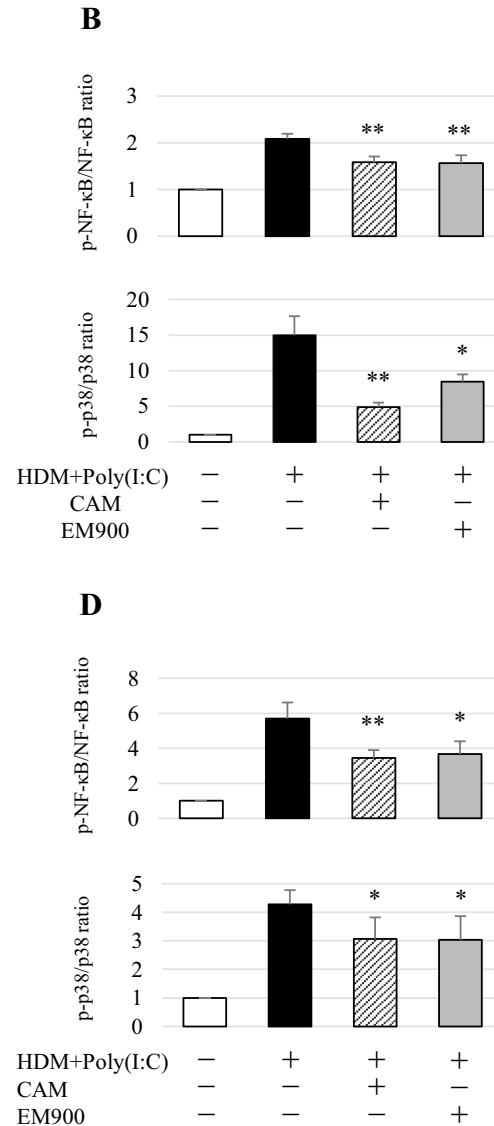 B
p-NF-κB/NF-κB ratio
3
2
1
0
** **
p-p38/p38 ratio
20
15
10
5
0
** *
HDM+Poly(I:C) − + + +
CAM − − + −
EM900 − − − +
D
p-NF-κB/NF-κB ratio
8
6
4
2
0
** *
p-p38/p38 ratio
5
4
3
2
1
0
* *
HDM+Poly(I:C) − + + +
CAM − − + −
EM900 − − − +